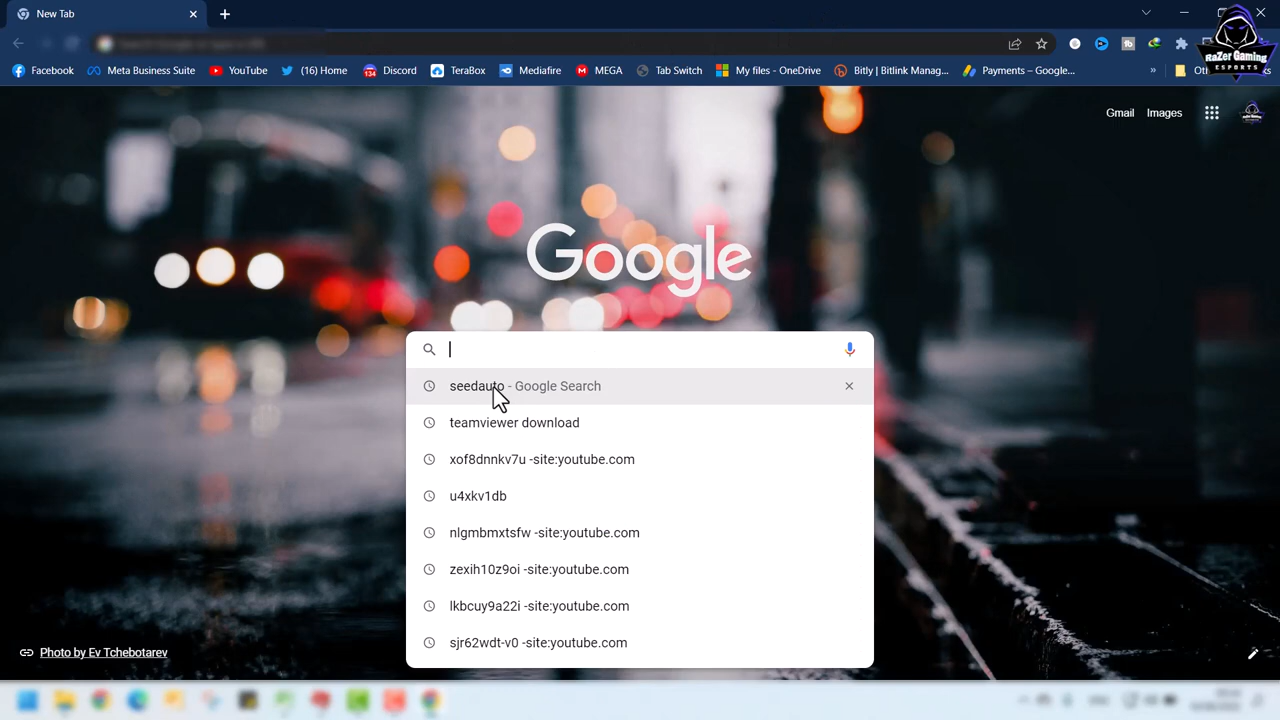 New Tab
Facebook
Meta Business Suite
YouTube
(16) Home
134
Discord
TeraBox
Mediafire
MEGA
Tab Switch
My files - OneDrive
Bitly | Bitlink Manag...
Payments – Google...
»
RaZeR Gaming
ESPORTS
Gmail
Images
Google
seedauto - Google Search
teamviewer download
xof8dnnkv7u -site:youtube.com
u4xkv1db
nlgmbmxtsfw -site:youtube.com
zexih10z9oi -site:youtube.com
lkbcuy9a22i -site:youtube.com
sjr62wdt-v0 -site:youtube.com
Photo by Ev Tchebotarev